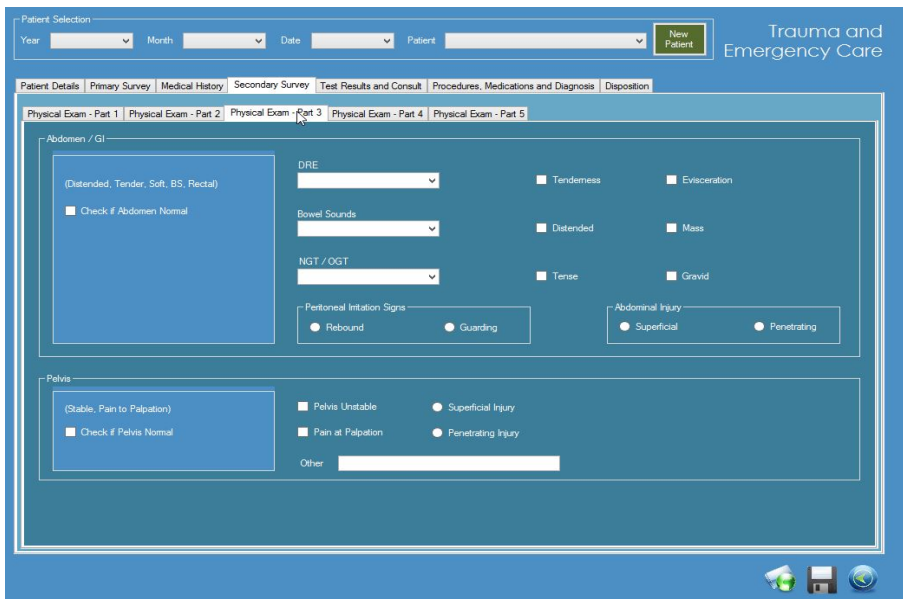 Patient Selection
Year Month Date Patient New Patient
Trauma and
Emergency Care
Patient Details Primary Survey Medical History Secondary Survey Test Results and Consult Procedures, Medications and Diagnosis Disposition
Physical Exam - Part 1 Physical Exam - Part 2 Physical Exam - Part 3 Physical Exam - Part 4 Physical Exam - Part 5
Abdomen / GI
(Distended, Tender, Soft, BS, Rectal)
Check if Abdomen Normal
DRE
Tenderness Evisceration
Bowel Sounds
Distended Mass
NGT / OGT
Tense Gravid
Peritoneal Irritation Signs
Rebound Guarding
Abdominal Injury
Superficial Penetrating
Pelvis
(Stable, Pain to Palpation)
Check if Pelvis Normal
Pelvis Unstable Superficial Injury
Pain at Palpation Penetrating Injury
Other